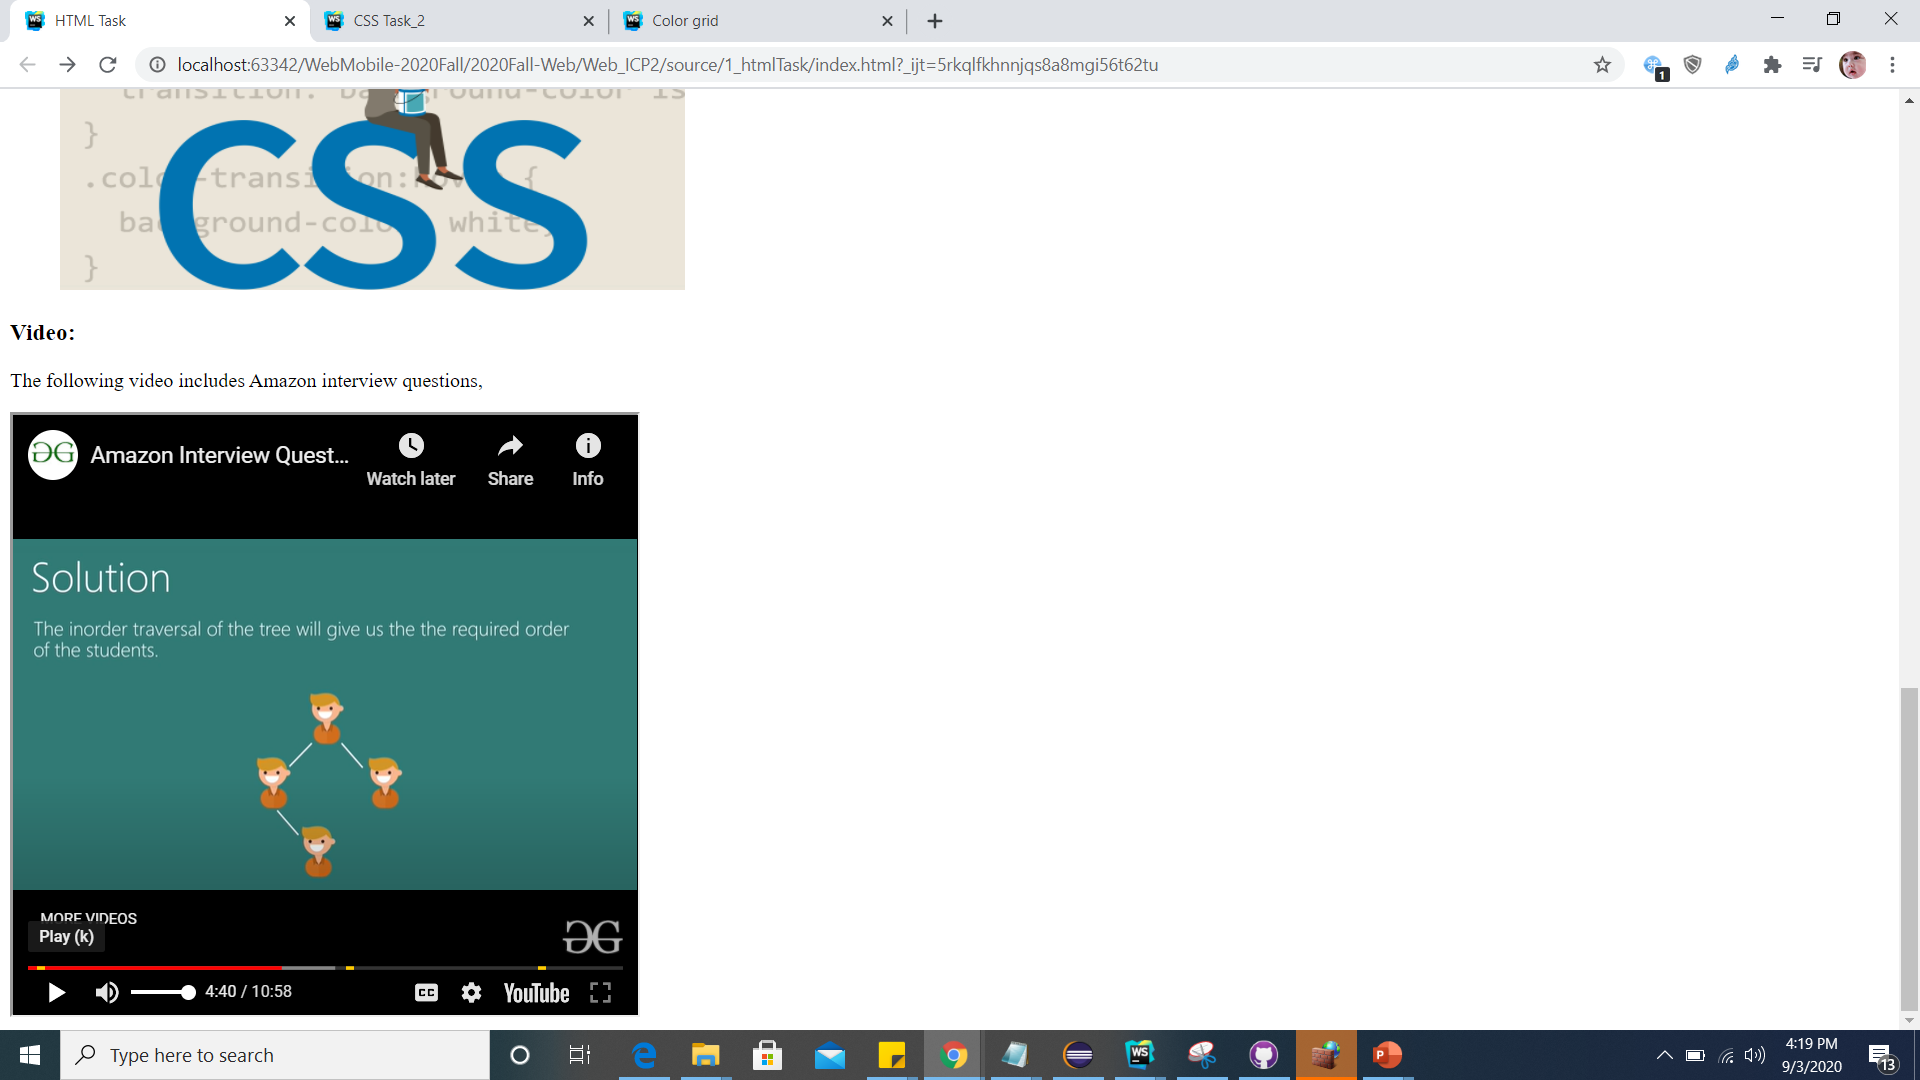 HTML Task
CSS Task_2
Color grid
localhost:63342/WebMobile-2020Fall/2020Fall-Web/Web_ICP2/source/1_htmlTask/index.html?_ijt=5rkqlfkhnnjqs8a8mgi56t62tu
1
}
.color-transition:hover {
background-color: white;
}
CSS
Video:
The following video includes Amazon interview questions,
Amazon Interview Quest...
Watch later
Share
Info
Solution
The inorder traversal of the tree will give us the the required order
of the students.
MORE VIDEOS
Play (k)
4:40 / 10:58
CC
YouTube
Type here to search
WS
P
4:19 PM
9/3/2020
13